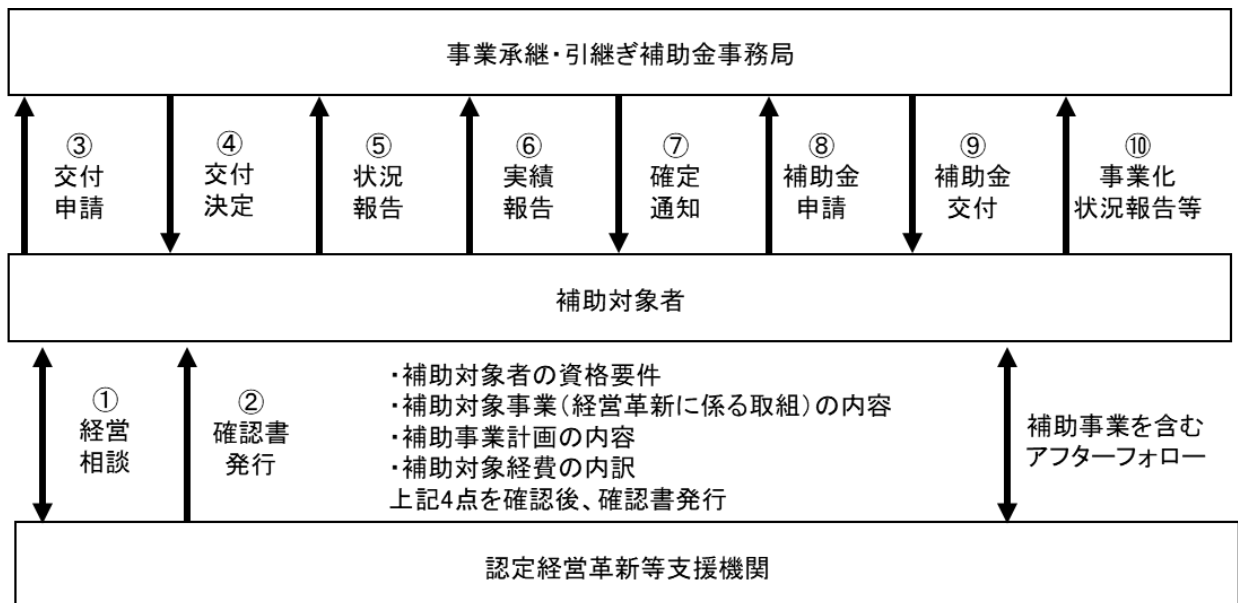 事業承継・引継ぎ補助金事務局
③
交付
申請
④
交付
決定
⑤
状況
報告
⑥
実績
報告
⑦
確定
通知
⑧
補助金
申請
⑨
補助金
交付
⑩
事業化
状況報告等
補助対象者
①
経営
相談
②
確認書
発行
・補助対象者の資格要件
・補助対象事業(経営革新に係る取組)の内容
・補助事業計画の内容
・補助対象経費の内訳
上記4点を確認後、確認書発行
補助事業を含む
アフターフォロー
認定経営革新等支援機関